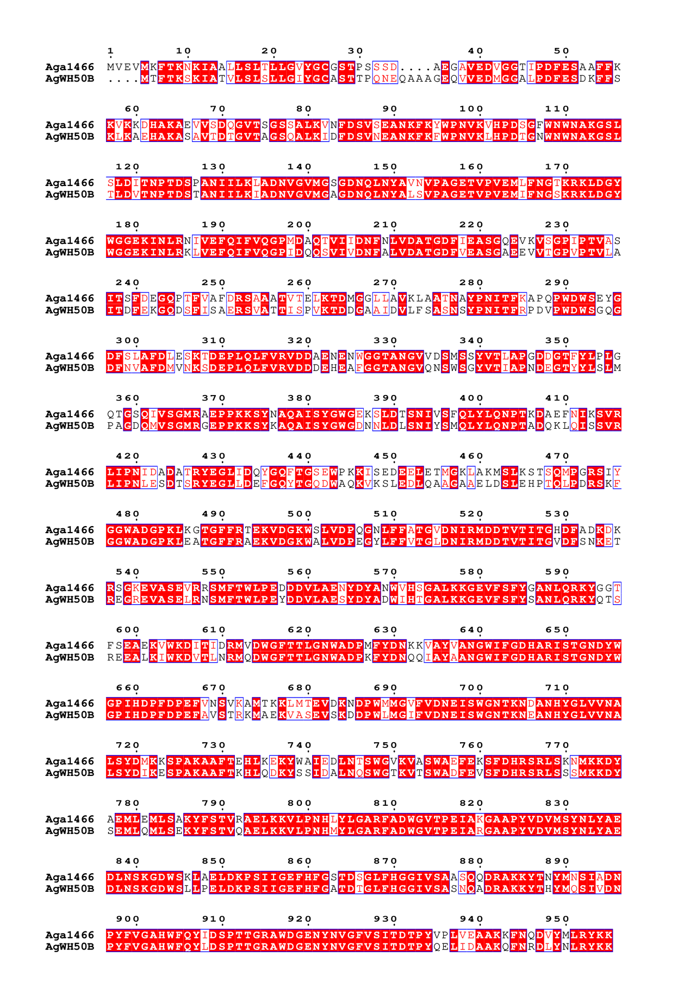 1 10 20 30 40 50
Aga1466 MVEVMKFTKNKIAALLSLTLLGVYGCGSTPSSSD....AEGAVEDVGGTIPDFESAAFFK
AgWH50B ....MTFTKSKIATVLSLSLLGIYGCASTTPQNEQAAAGEQVVEDMGGALPDFESDKFFS
60 70 80 90 100 110
Aga1466 KVKKDHAKAEVVSDQGVTSGSSALKVNFDSVSEANKFKYWPNVKVHPDSGFWNWNAKGSL
AgWH50B KLKAEHAKASAVTDTGVTAGSQALKIDFDSVNEANKFKFWPNVKLHPDTGNWNWNAKGSL
120 130 140 150 160 170
Aga1466 SLDITNPTDSPANIILKLADNVGVMGSGDNQLNYAVNVPAGETVPVEMLFNGTKRKLDGY
AgWH50B TLDVTNPTDSTANIILKIADNVGVMGAGDNQLNYALSVPAGETVPVEMIFNGSKRKLDGY
180 190 200 210 220 230
Aga1466 WGGEKINLRNIVEFQIFVQGPMDAQTVIIDNFNLVDATGDFIEASGQEVKVSGPIPTVAS
AgWH50B WGGEKINLRKLVEFQIFVQGPIDQQSVIVDNFALVDATGDFVEASGAEEVVTGPVPTVLA
240 250 260 270 280 290
Aga1466 ITSFDEGQPTFVAFDRSAAATVTELKTDMGGLLAVKLAATNAYPNITFKAPQPWDWSEYG
AgWH50B ITDFEKGQDSFISAERSVATTISPVKTDDGAAIDVLFSASNSYPNITFRPDVPWDWSGQG
300 310 320 330 340 350
Aga1466 DFSLAFDLESKTDEPLQLFVRVDDAENENWGGTANGVVDSMSSYVTLAPGDDGTFYLPLG
AgWH50B DFNVAFDMVNKSDEPLQLFVRVDDDEHEAFGGTANGVQNSWSGYVTIAPNDEGTYYLSLM
360 370 380 390 400 410
Aga1466 QTGSQIVSGMRAEPPKKSYNAQAISYGWGEKSLDTSNIVSFQLYLQNPTKDAEFNIKSVR
AgWH50B PAGDQMVSGMRGEPPKKSYKAQAISYGWGDNNLDLSNIYSMQLYLQNPTADQKLQISSVR
420 430 440 450 460 470
Aga1466 LIPNIDADATRYEGLIDQYGQFTGSEWPKKISEDEELETMGKLAKMSLKSTSQMPGRSIY
AgWH50B LIPNLESDTSRYEGLLDEFGQYTGQDWAQKVKSLEDLQAAGAAELDSLEHPTQLPDRSKF
480 490 500 510 520 530
Aga1466 GGWADGPKLKGTGFFRTEKVDGKWSLVDPQGNLFFATGVDNIRMDDTVTITGHDFADKDK
AgWH50B GGWADGPKLEATGFFRAEKVDGKWALVDPEGYLFFVTGLDNIRMDDTVTITGVDFSNKET
540 550 560 570 580 590
Aga1466 RSGKEVASEVRRSMFTWLPEDDDVLAENYDYANWVHSGALKKGEVFSFYGANLQRKYGGT
AgWH50B REGREVASELRNSMFTWLPEYDDVLAESYDYADWIHTGALKKGEVFSFYSANLQRKYQTS
600 610 620 630 640 650
Aga1466 FSEAEKVWKDITIDRMVDWGFTTLGNWADPMFYDNKKVAYVANGWIFGDHARISTGNDYW
AgWH50B REEALKIWKDVTLNRMQDWGFTTLGNWADPKFYDNQQIAYAANGWIFGDHARISTGNDYW
660 670 680 690 700 710
Aga1466 GPIHDPFDPEFVNSVKAMTKKLMTEVDKNDPWMMGVFVDNEISWGNTKNDANHYGLVVNA
AgWH50B GPIHDPFDPEFAVSTRKMAEKVASEVSKDDPWLMGIFVDNEISWGNTKNEANHYGLVVNA
720 730 740 750 760 770
Aga1466 LSYDMKKSPAKAAFTEHLKEKYWAIEDLNTSWGVKVASWAEFEKSFDHRSRLSKNMKKDY
AgWH50B LSYDIKESPAKAAFTKHLQDKYSSIDALNQSWGTKVTSWADFEVSFDHRSRLSSSMKKDY
780 790 800 810 820 830
Aga1466 AEMLEMLSAKYFSTVRAELKKVLPNHLYLGARFADWGVTPEIAKGAAPYVDVMSYNLYAE
AgWH50B SEMLQMLSEKYFSTVQAELKKVLPNHMYLGARFADWGVTPEIARGAAPYVDVMSYNLYAE
840 850 860 870 880 890
Aga1466 DLNSKGDWSKLAELDKPSIIGEFHFGSTDSGLFHGGIVSAASQQDRAKKYTNYMNSIADN
AgWH50B DLNSKGDWSLLPELDKPSIIGEFHFGATDTGLFHGGIVSASNQADRAKKYTHYMQSIVDN
900 910 920 930 940 950
Aga1466 PYFVGAHWFQYIDSPTTGRAWDGENYNVGFVSITDTPYVPLVEAAKKFNQDVYMLRYKK
AgWH50B PYFVGAHWFQYLDSPTTGRAWDGENYNVGFVSITDTPYQELIDAAKQFNRDLYNLRYKK